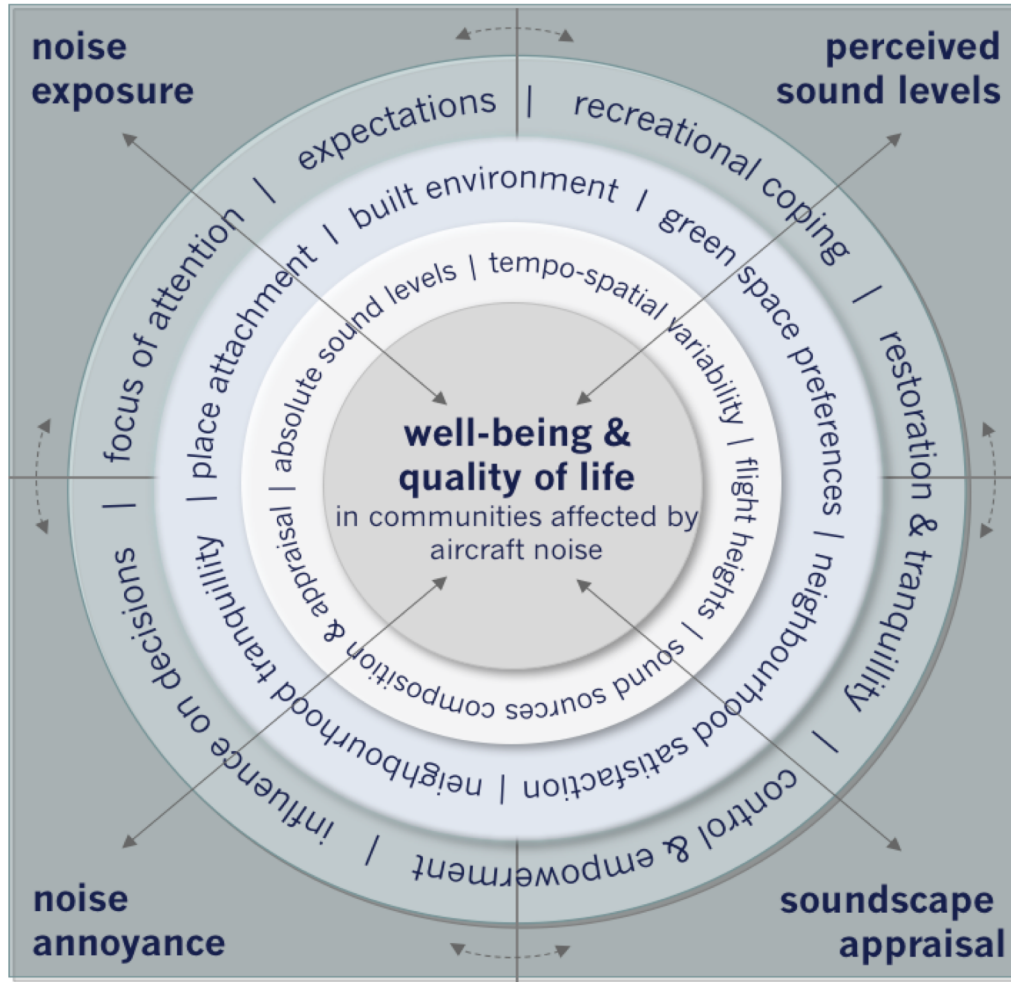 noise
exposure
perceived
sound levels
focus of attention | expectations | recreational coping | restoration & tranquility | control & empowerment | influence on decisions |
place attachment | built environment | green space preferences | neighbourhood satisfaction | neighbourhood tranquility |
absolute sound levels | tempo-spatial variability | flight heights | sound sources composition & appraisal |
well-being &
quality of life
in communities affected by
aircraft noise
noise
annoyance
soundscape
appraisal